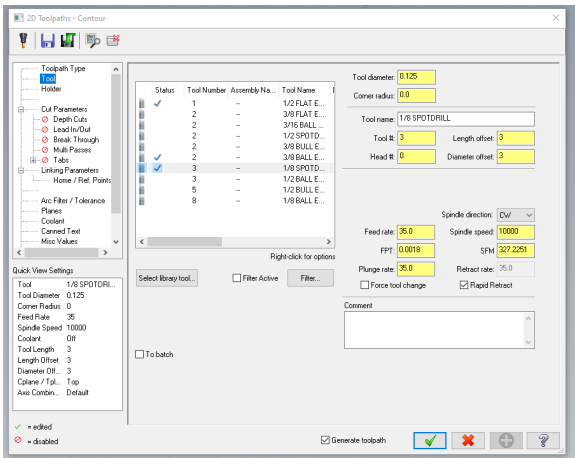 2D Toolpaths - Contour
Toolpath Type
Tool
Holder
Cut Parameters
Depth Cuts
Lead In/Out
Break Through
Multi Passes
Tabs
Linking Parameters
Home / Ref. Points
Arc Filter / Tolerance
Planes
Coolant
Canned Text
Misc Values
Quick View Settings
Tool 1/8 SPOTDRI...
Tool Diameter 0.125
Corner Radius 0
Feed Rate 35
Spindle Speed 10000
Coolant Off
Tool Length 3
Length Offset 3
Diameter Off... 3
Cplane / Tpl... Top
Axis Combin... Default
= edited
= disabled
Status Tool Number Assembly Na... Tool Name
1 -- 1/2 FLAT E...
2 -- 3/8 FLAT E...
2 -- 3/16 BALL ...
2 -- 1/2 SPOTD...
2 -- 3/8 BULL E...
2 -- 3/8 BALL E...
3 -- 1/8 SPOTD...
3 -- 1/2 BALL E...
5 -- 1/2 BULL E...
8 -- 1/8 BALL E...
Right-click for options
Select library tool...
Filter Active
Filter...
To batch
Tool diameter: 0.125
Corner radius: 0.0
Tool name: 1/8 SPOTDRILL
Tool #: 3 Length offset: 3
Head #: 0 Diameter offset: 3
Spindle direction: CW
Feed rate: 35.0 Spindle speed: 10000
FPT: 0.0018 SFM 327.2251
Plunge rate: 35.0 Retract rate: 35.0
Force tool change Rapid Retract
Comment
Generate toolpath